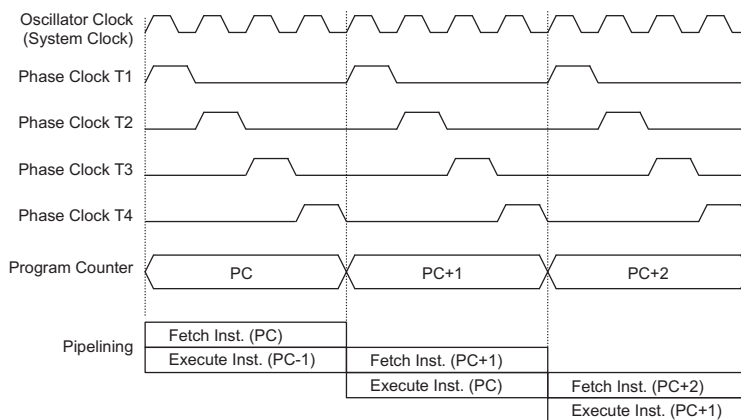 Oscillator Clock
(System Clock)
Phase Clock T1
Phase Clock T2
Phase Clock T3
Phase Clock T4
Program Counter
PC
PC+1
PC+2
Pipelining
Fetch Inst. (PC)
Execute Inst. (PC-1)
Fetch Inst. (PC+1)
Execute Inst. (PC)
Fetch Inst. (PC+2)
Execute Inst. (PC+1)